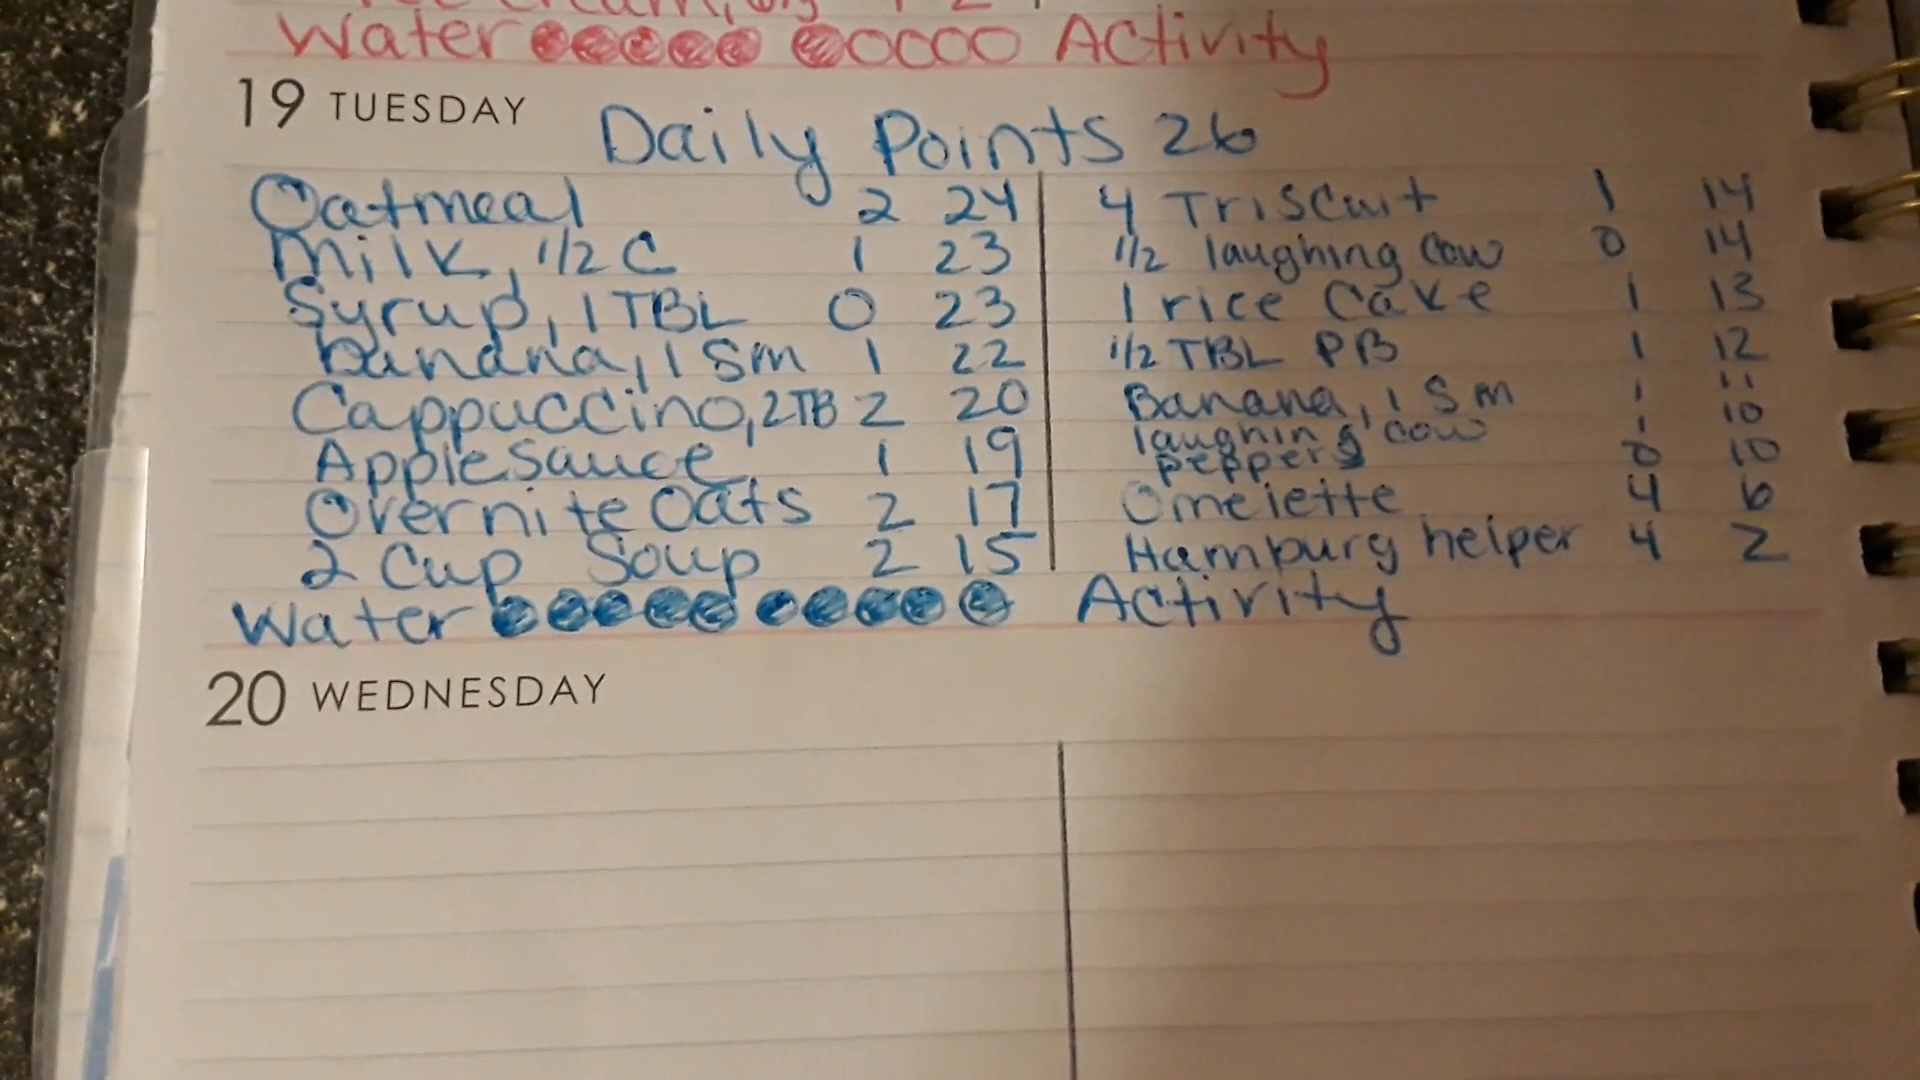 Water Activity
19 TUESDAY
Daily Points 26
Oatmeal 2 24
Milk, 1/2 C 1 23
Syrup, 1 TBL 0 23
banana, 1 Sm 1 22
Cappuccino, 2TB 2 20
Applesauce 1 19
Overnite Oats 2 17
2 Cup Soup 2 15
4 Triscuit 1 14
1/2 laughing Cow 0 14
1 rice Cake 1 13
1/2 TBL PB 1 12
Banana, 1 Sm 1 11
laughing cow 1 10
peppers 0 10
Omelette 4 6
Hamburg helper 4 2
Water Activity
20 WEDNESDAY